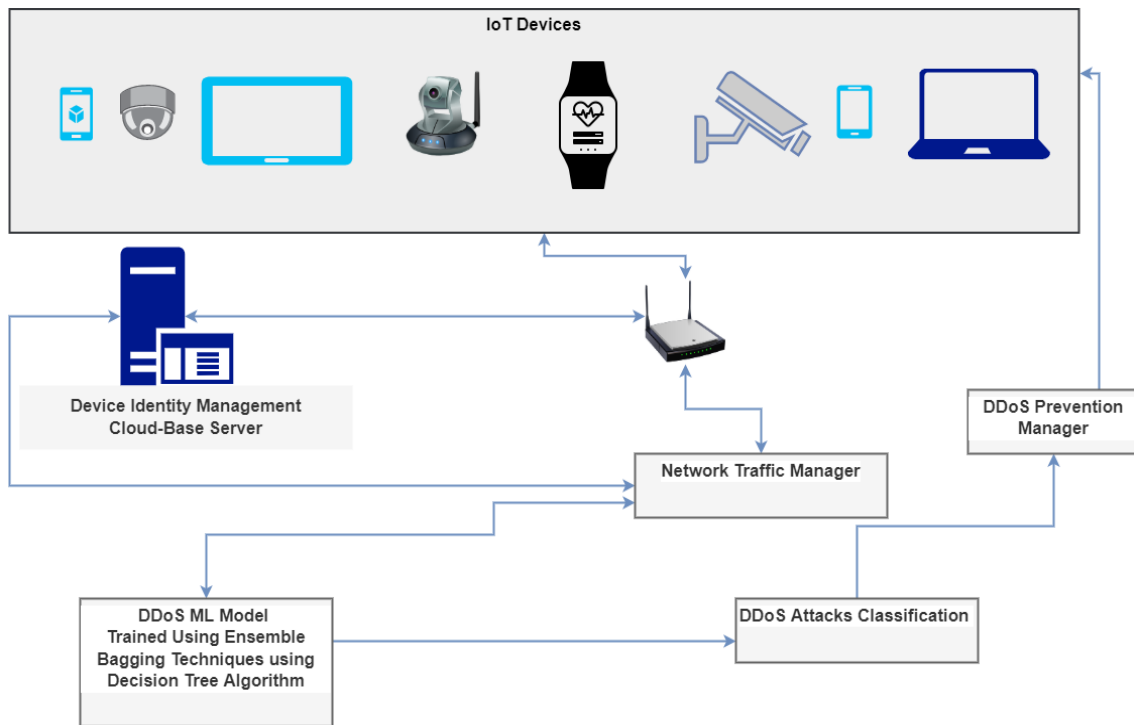 IoT Devices
Device Identity Management
Cloud-Base Server
DDoS Prevention
Manager
Network Traffic Manager
DDoS ML Model
Trained Using Ensemble
Bagging Techniques using
Decision Tree Algorithm
DDoS Attacks Classification